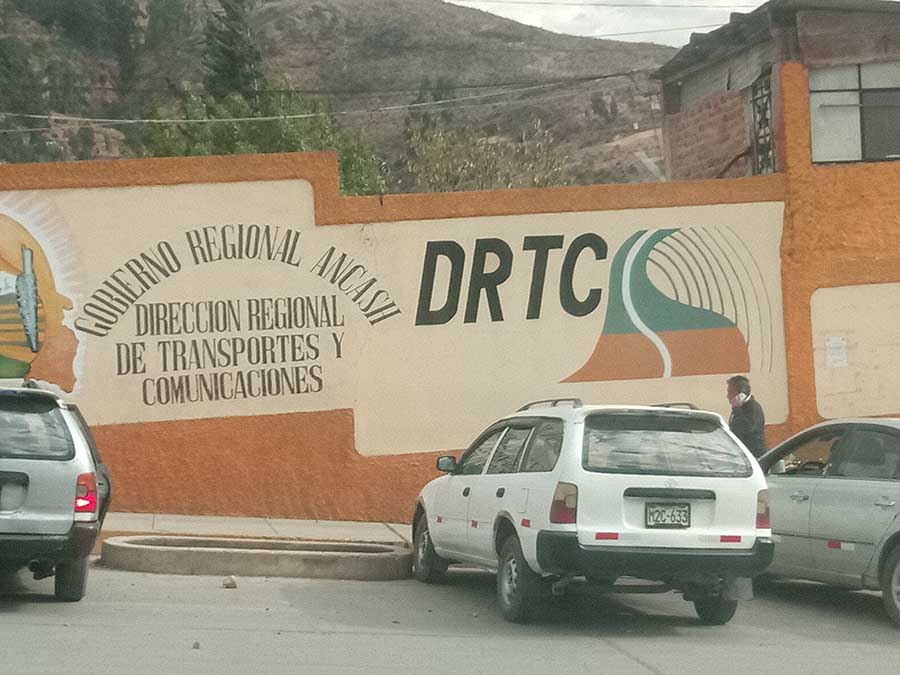 GOBIERNO REGIONAL ANCASH
DIRECCION REGIONAL
DE TRANSPORTES Y
COMUNICACIONES
DRTC
M2C-633